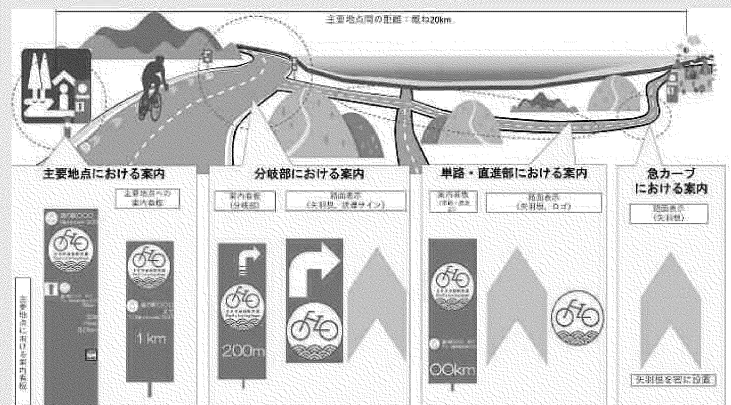 主要地点間の距離：概ね20km
主要地点における案内
主要地点への
案内看板
1km
主要地点における案内看板
分岐部における案内
案内看板
(分岐部)
路面表示
(矢羽根、誘導サイン)
200m
単路・直進部における案内
案内看板
路面表示
(矢羽根、ロゴ)
00km
急カーブ
における案内
路面表示
(矢羽根)
矢羽根を密に設置